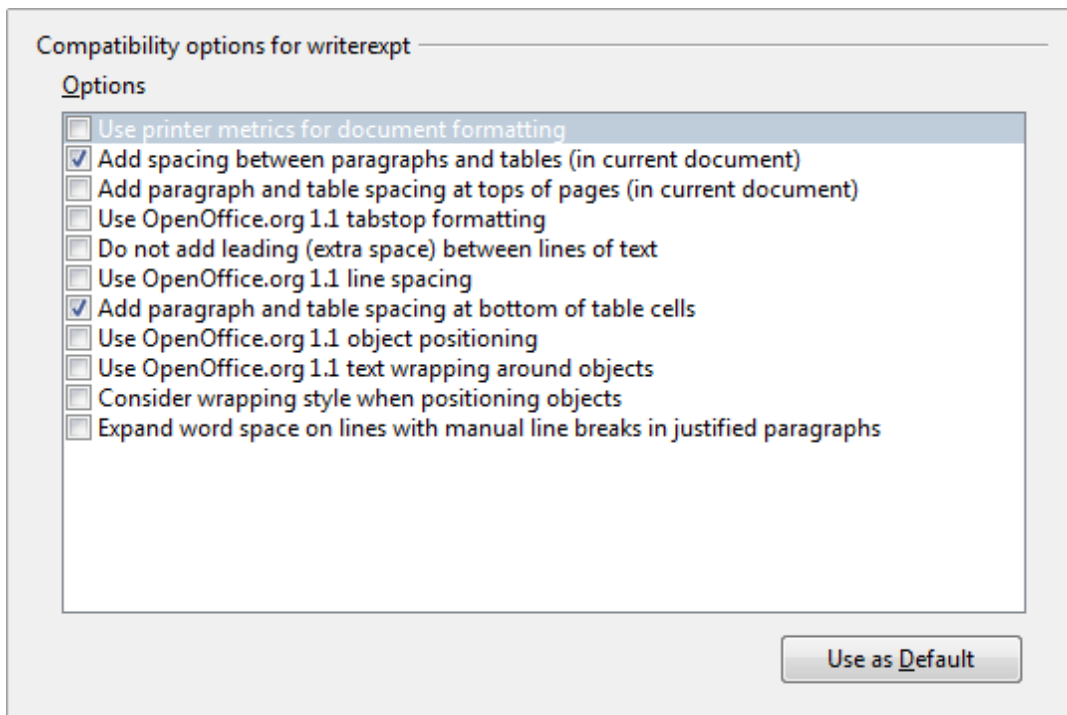 Compatibility options for writerexpt
Options
Use printer metrics for document formatting
Add spacing between paragraphs and tables (in current document)
Add paragraph and table spacing at tops of pages (in current document)
Use OpenOffice.org 1.1 tabstop formatting
Do not add leading (extra space) between lines of text
Use OpenOffice.org 1.1 line spacing
Add paragraph and table spacing at bottom of table cells
Use OpenOffice.org 1.1 object positioning
Use OpenOffice.org 1.1 text wrapping around objects
Consider wrapping style when positioning objects
Expand word space on lines with manual line breaks in justified paragraphs
Use as Default